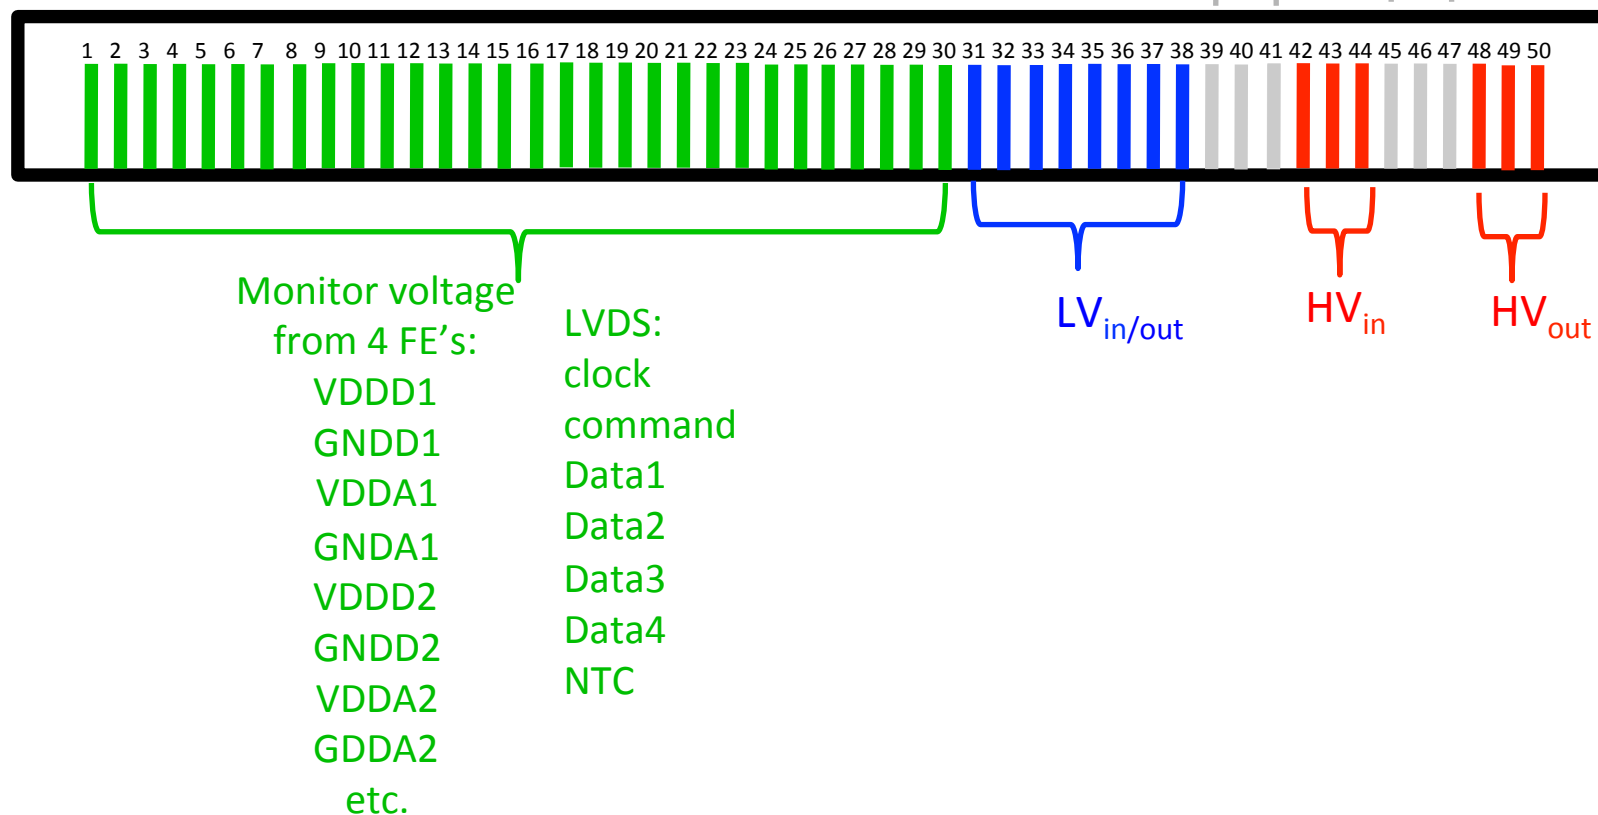 1 2 3 4 5 6 7 8 9 10 11 12 13 14 15 16 17 18 19 20 21 22 23 24 25 26 27 28 29 30 31 32 33 34 35 36 37 38 39 40 41 42 43 44 45 46 47 48 49 50
Monitor voltage
from 4 FE's:
VDDD1
GNDD1
VDDA1
GNDA1
VDDD2
GNDD2
VDDA2
GDDA2
etc.
LVDS:
clock
command
Data1
Data2
Data3
Data4
NTC
LVin/out
HVin
HVout